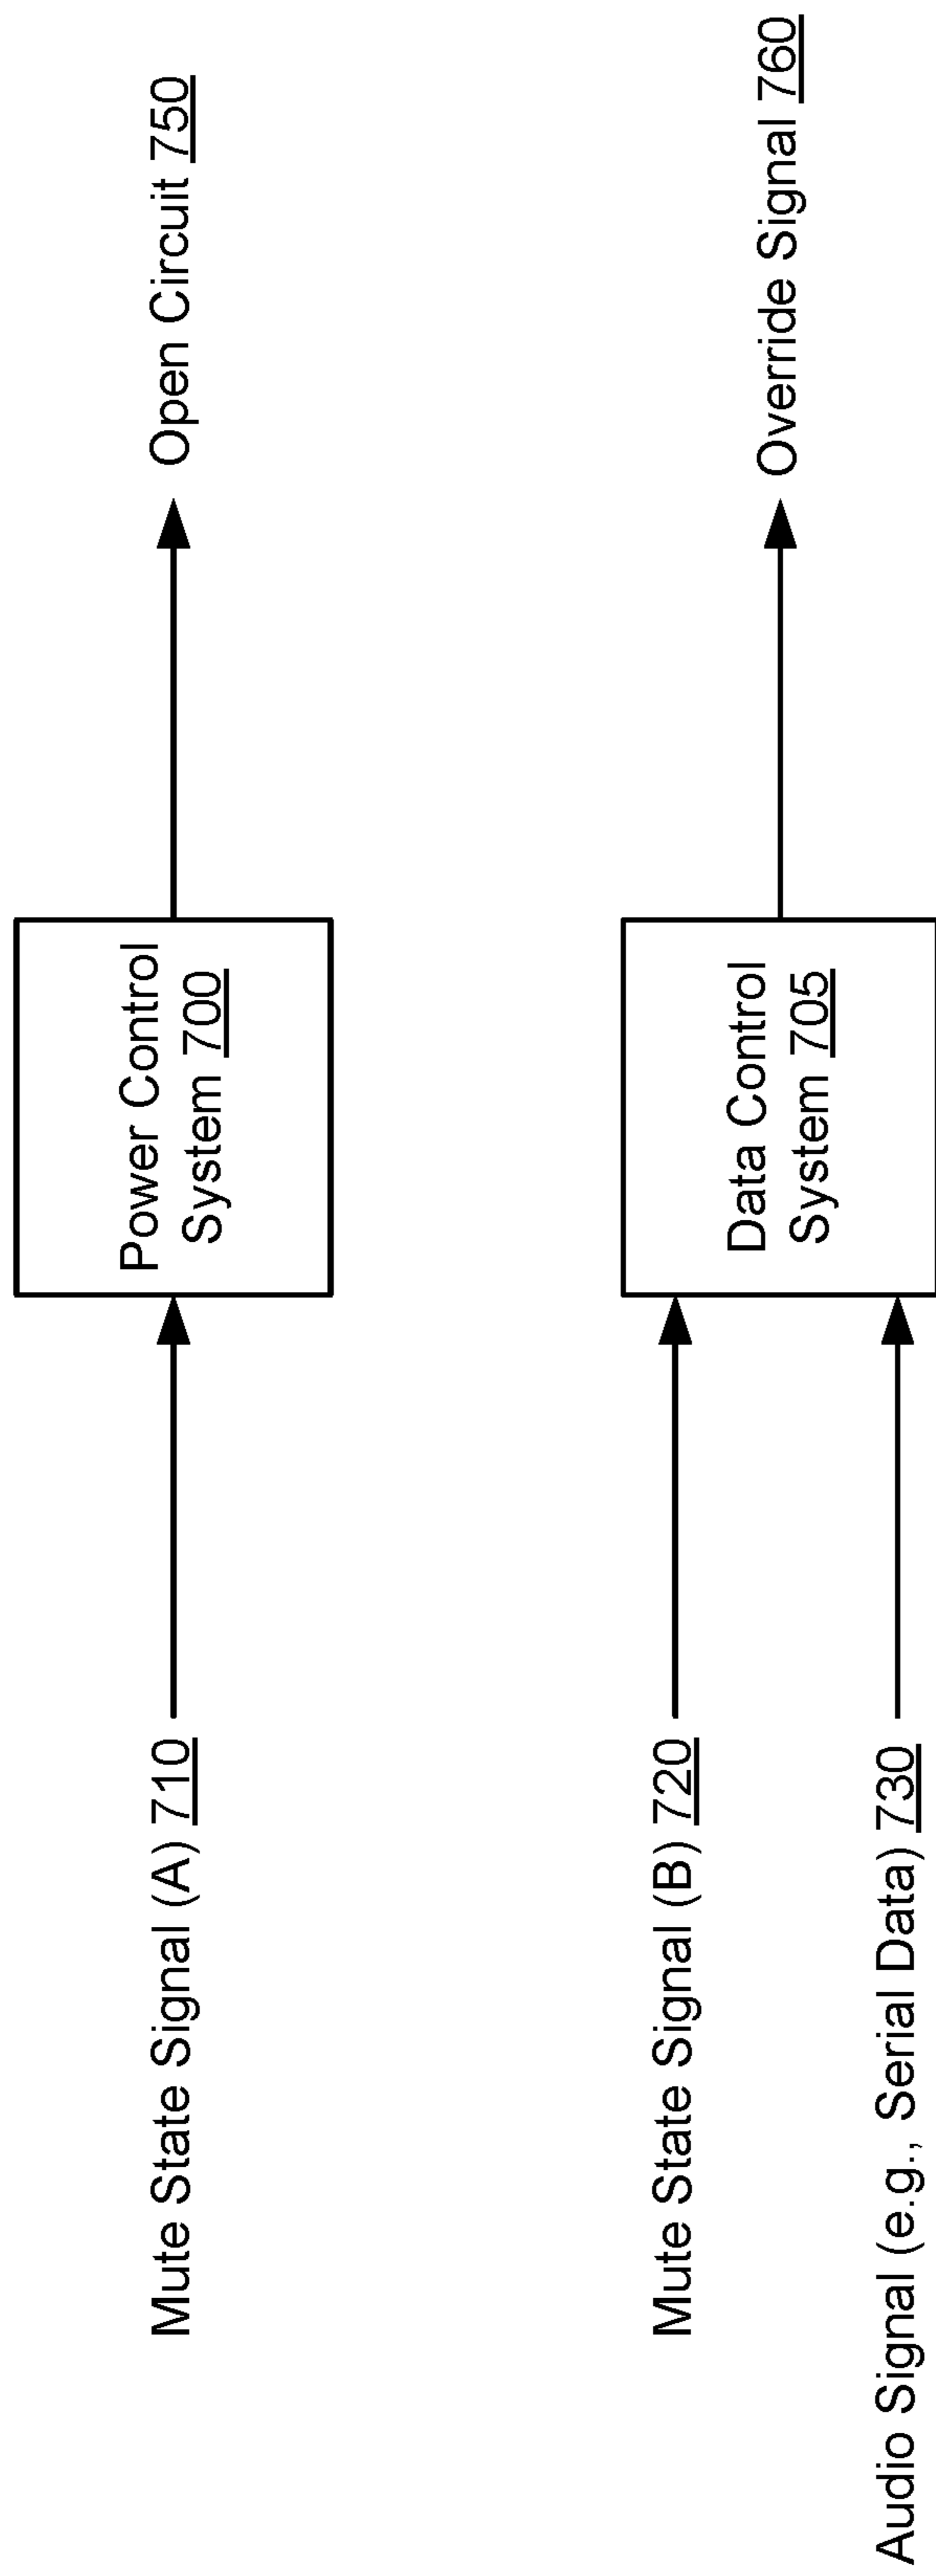 Mute State Signal (A) 710
Power Control
System 700
Open Circuit 750
Mute State Signal (B) 720
Audio Signal (e.g., Serial Data) 730
Data Control
System 705
Override Signal 760